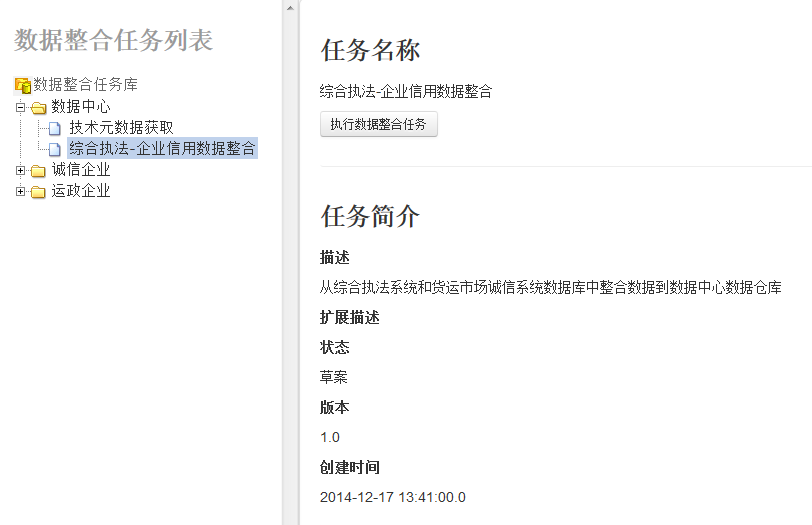 数据整合任务列表
数据整合任务库
数据中心
技术元数据获取
综合执法-企业信用数据整合
诚信企业
运政企业
任务名称
综合执法-企业信用数据整合
执行数据整合任务
任务简介
描述
从综合执法系统和货运市场诚信系统数据库中整合数据到数据中心数据仓库
扩展描述
状态
草案
版本
1.0
创建时间
2014-12-17 13:41:00.0